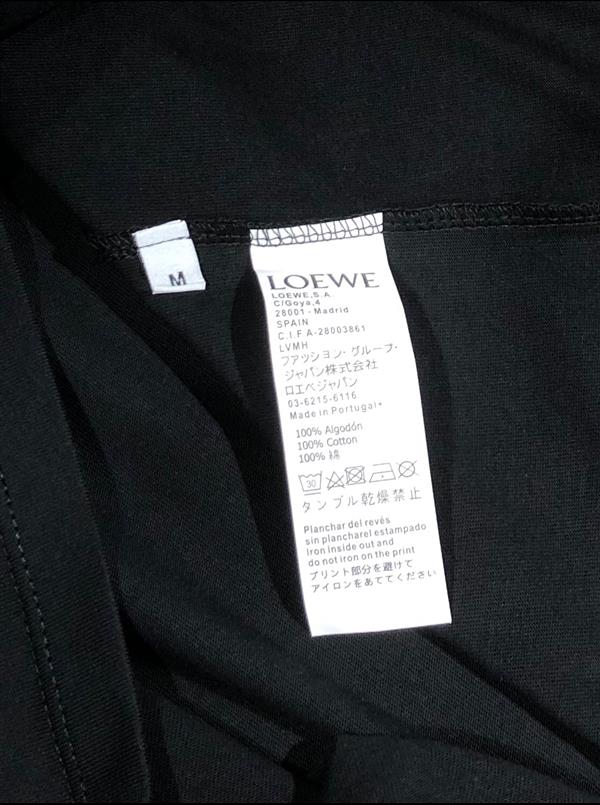 M
LOEWE
LOEWE,S.A.
C/Goya,4
28001 - Madrid
SPAIN
C.I.F.A-28003861
LVMH
ファッション・グループ・
ジャパン株式会社
ロエベジャパン
03-6215-6116
Made in Portugal+
100% Algodón
100% Cotton
100% 綿
30
タンブル乾燥禁止
Planchar del revés
sin plancharel estampado
iron inside out and
do not iron on the print
プリント部分を避けて
アイロンをあててください